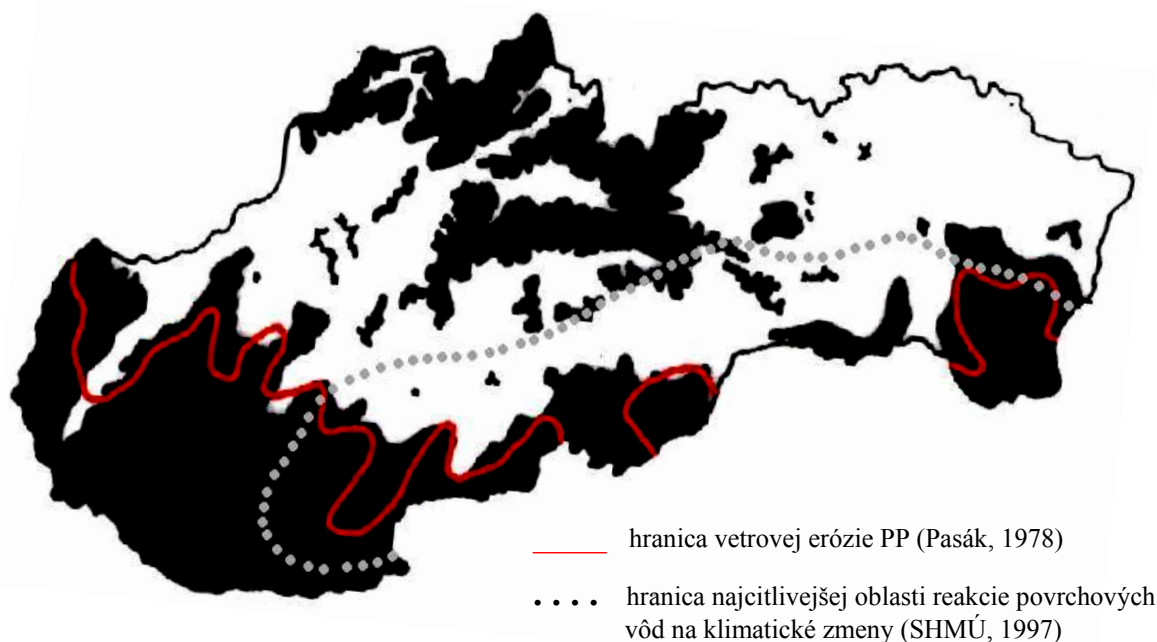 hranica vetrovej erózie PP (Pasák, 1978)
hranica najcitlivejšej oblasti reakcie povrchových
vôd na klimatické zmeny (SHMÚ, 1997)